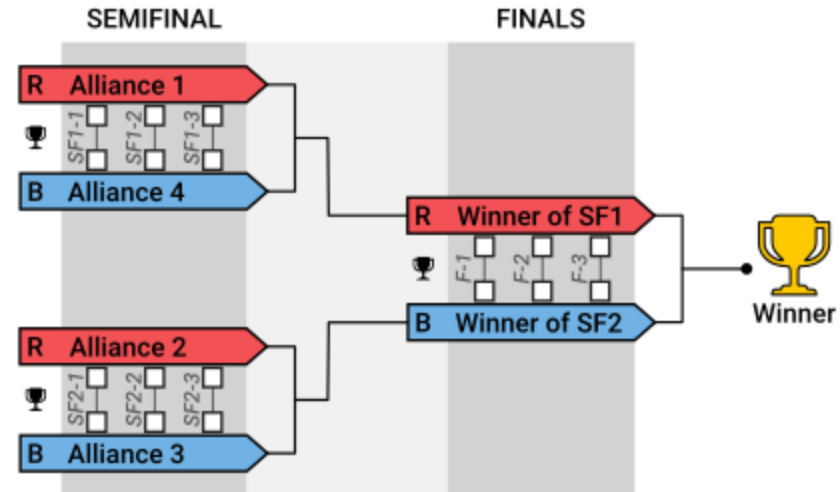 SEMIFINAL
FINALS
R Alliance 1
SF1-1 SF1-2 SF1-3
B Alliance 4
R Winner of SF1
F-1 F-2 F-3
B Winner of SF2
Winner
R Alliance 2
SF2-1 SF2-2 SF2-3
B Alliance 3